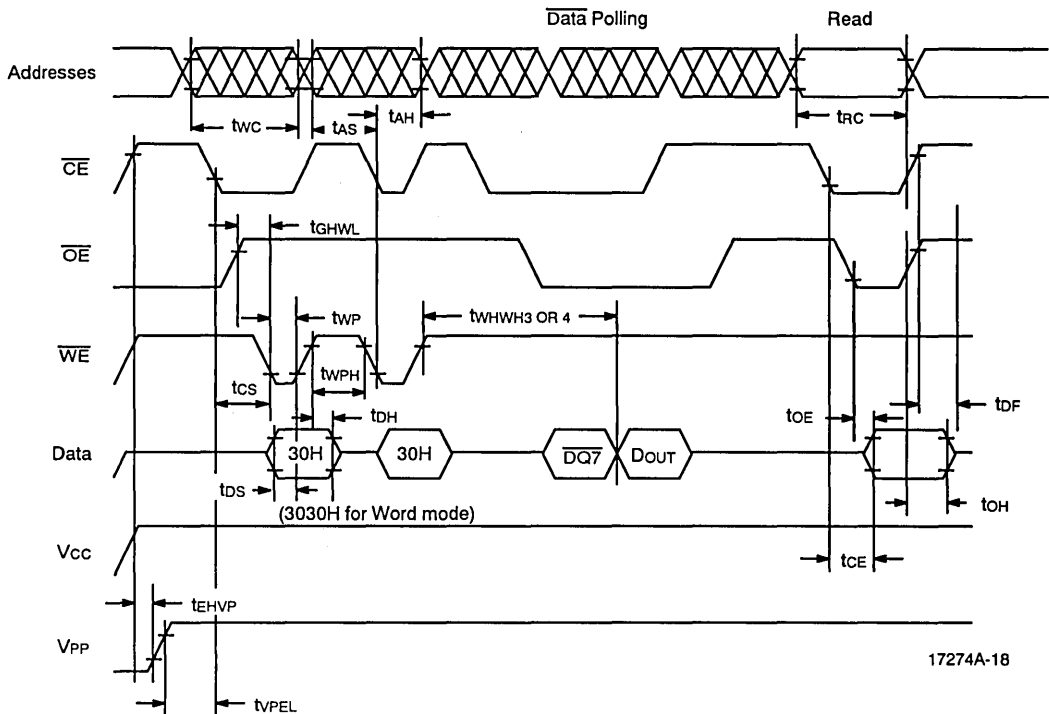 Data Polling
Read
Addresses
tWC
tAS
tAH
tRC
CE
tGHWL
OE
tWP
tWHWH3 OR 4
WE
tCS
tWPH
tDH
tOE
tDF
Data
30H
30H
DQ7
DOUT
tDS
(3030H for Word mode)
tOH
VCC
tCE
tEHVP
VPP
17274A-18
tVPEL